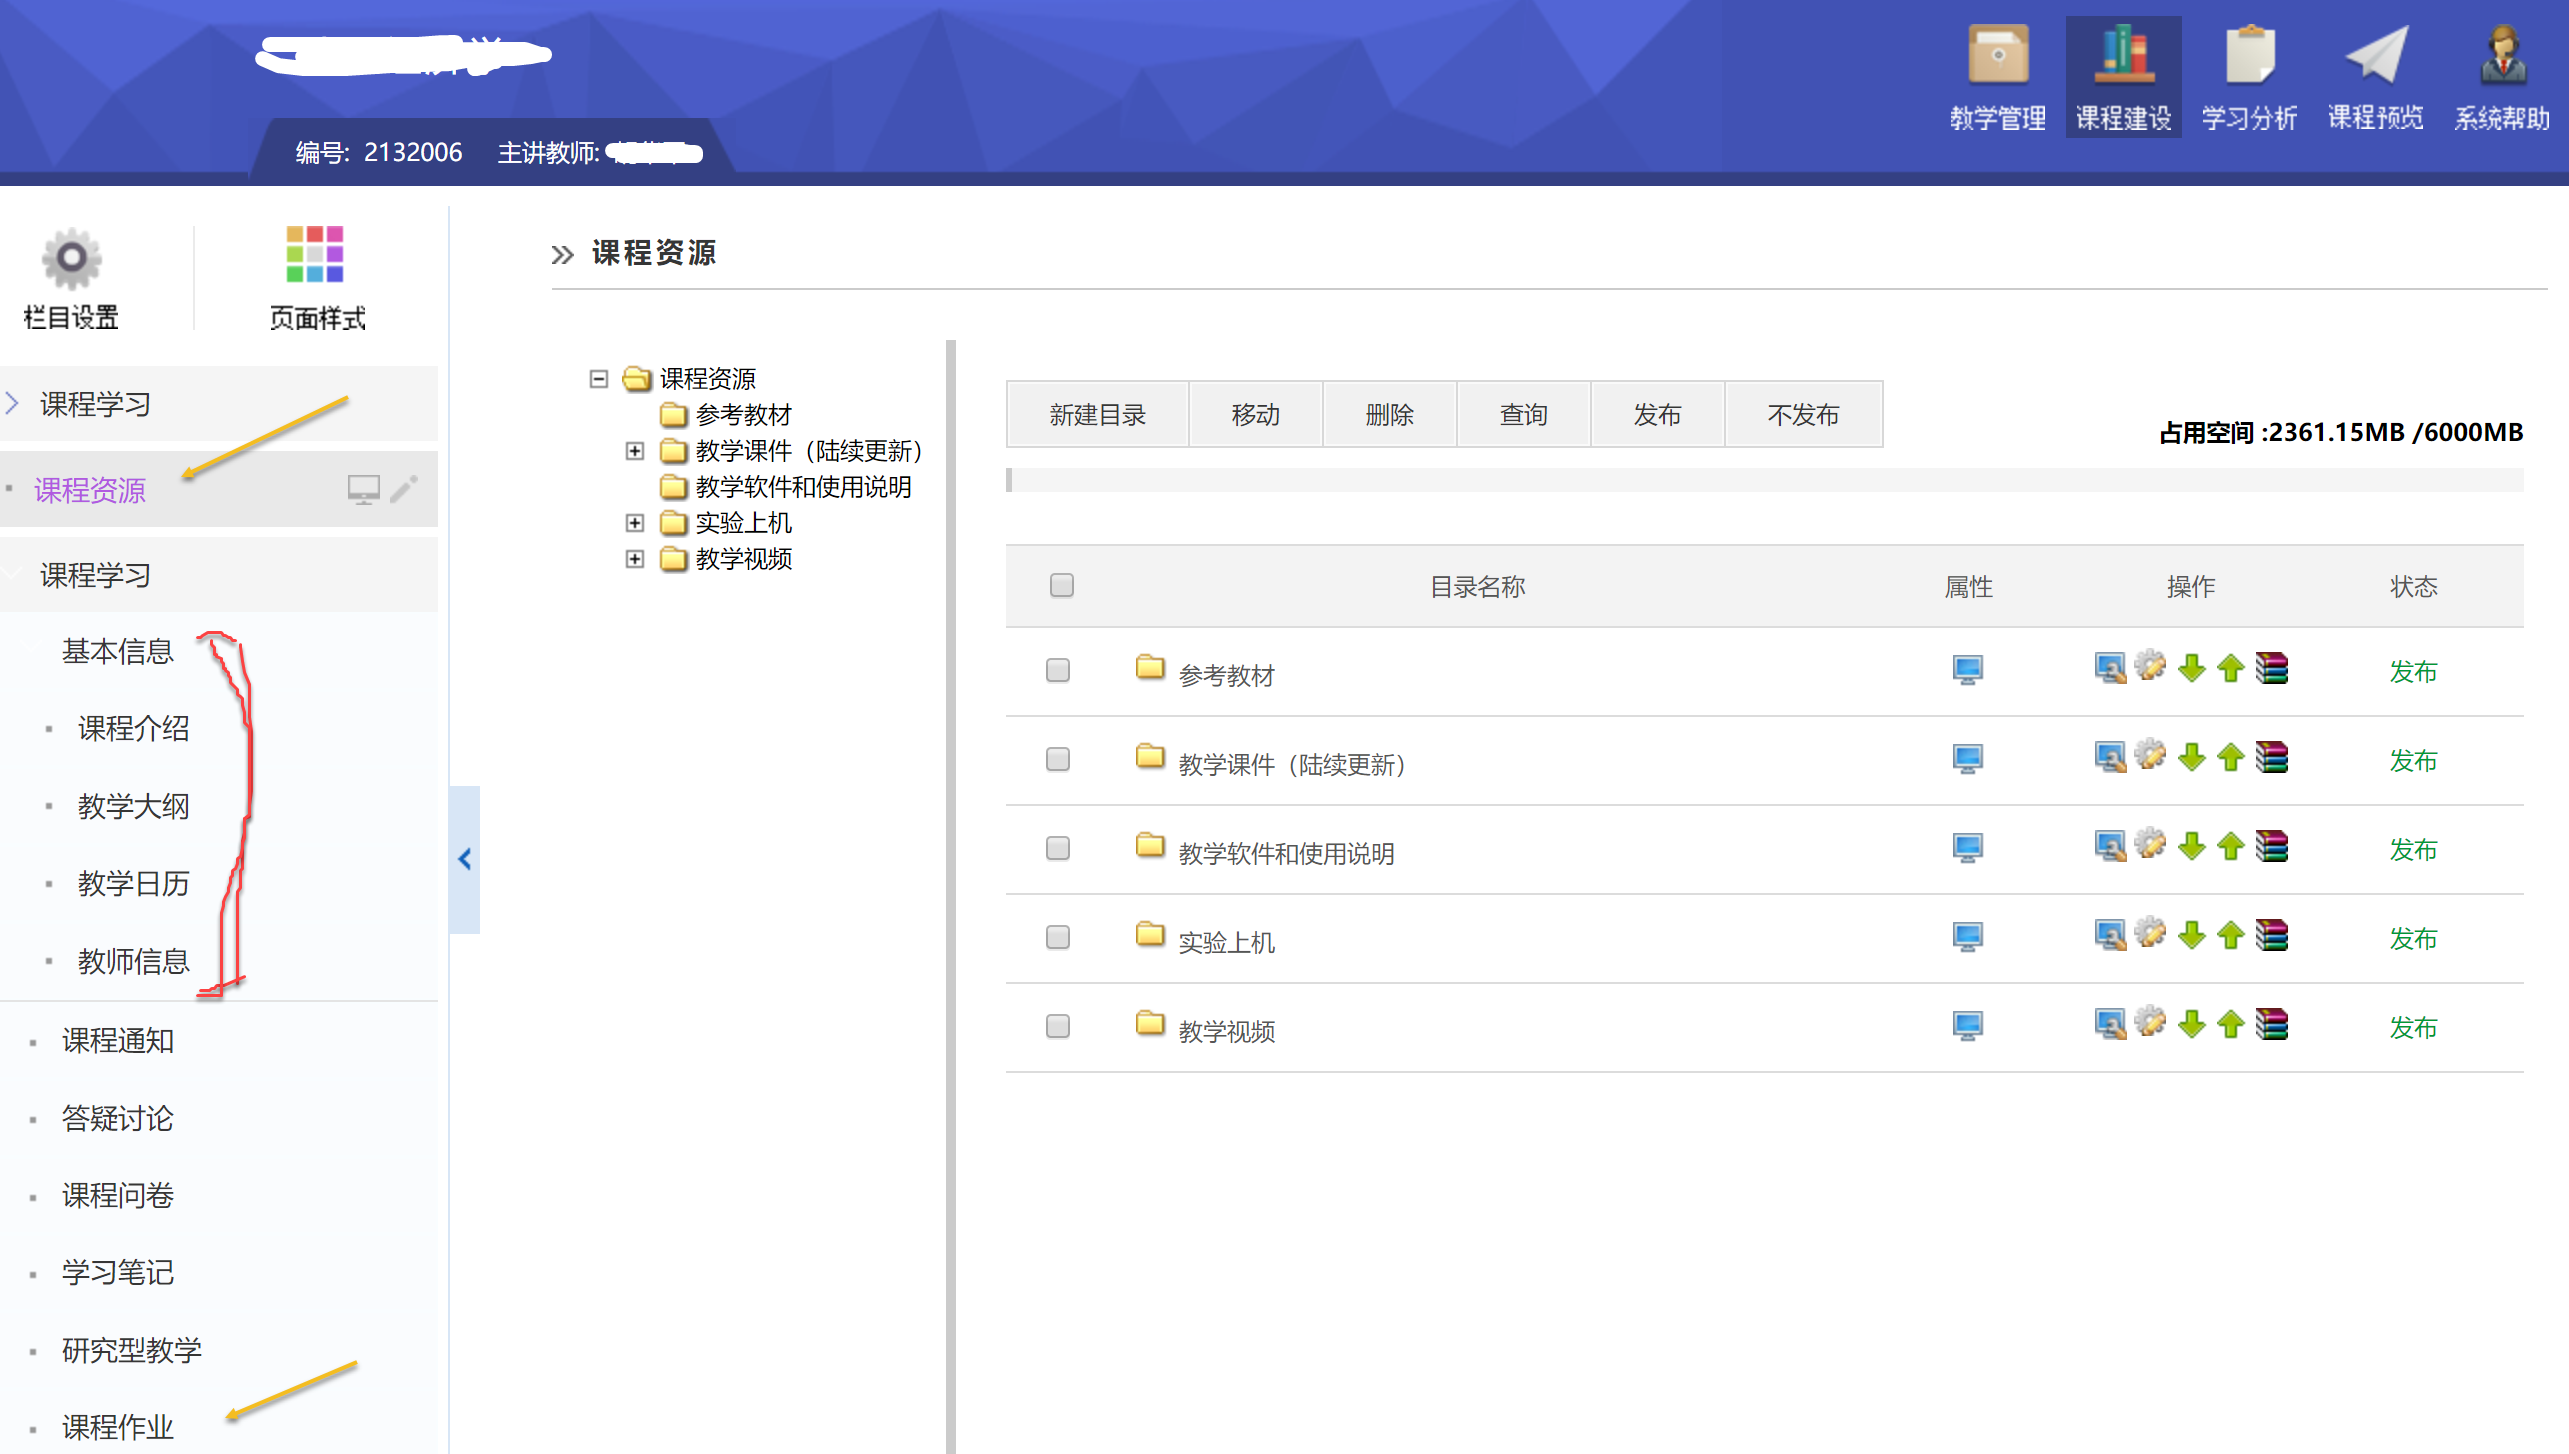 教学管理
课程建设
学习分析
课程预览
系统帮助
编号: 2132006 主讲教师:
栏目设置
页面样式
课程学习
课程资源
课程学习
基本信息
课程介绍
教学大纲
教学日历
教师信息
课程通知
答疑讨论
课程问卷
学习笔记
研究型教学
课程作业
课程资源
课程资源
参考教材
教学课件（陆续更新）
教学软件和使用说明
实验上机
教学视频
新建目录 移动 删除 查询 发布 不发布
占用空间 :2361.15MB /6000MB
目录名称 属性 操作 状态
参考教材 发布
教学课件（陆续更新） 发布
教学软件和使用说明 发布
实验上机 发布
教学视频 发布